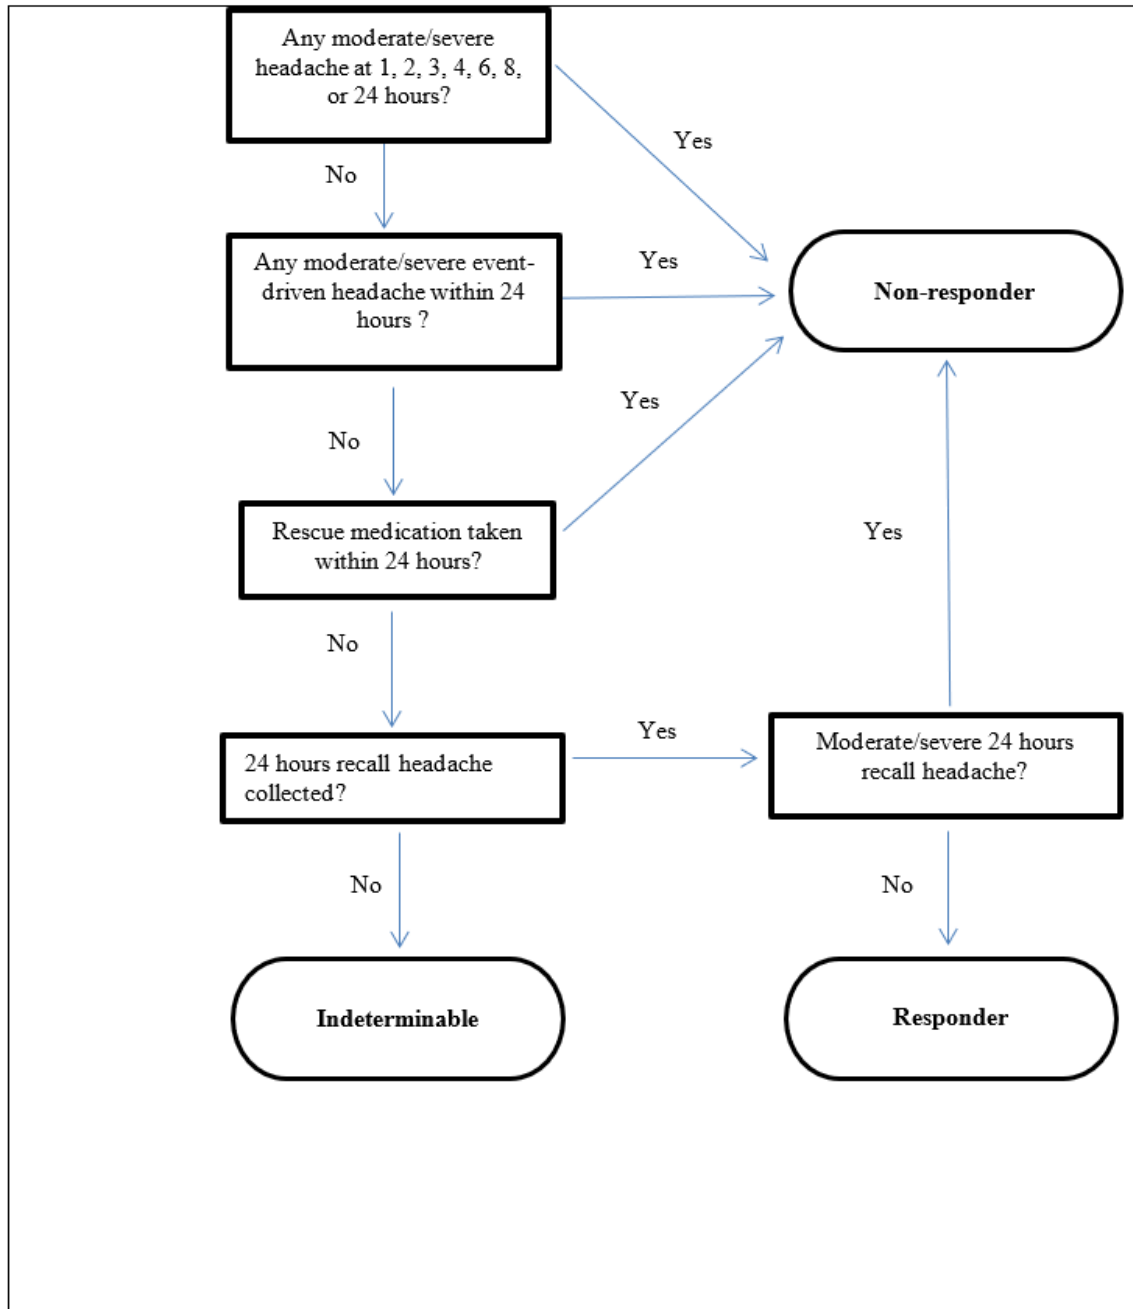 Any moderate/severe
headache at 1, 2, 3, 4, 6, 8,
or 24 hours?
Yes
No
Any moderate/severe event-
driven headache within 24
hours ?
Yes
Non-responder
Yes
No
Rescue medication taken
within 24 hours?
Yes
No
24 hours recall headache
collected?
Yes
Moderate/severe 24 hours
recall headache?
No
No
Indeterminable
Responder